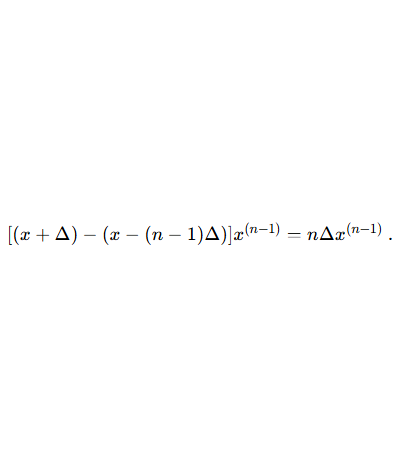 [(x + Δ) − (x − (n − 1)Δ)]x^{(n−1)} = nΔx^{(n−1)} .